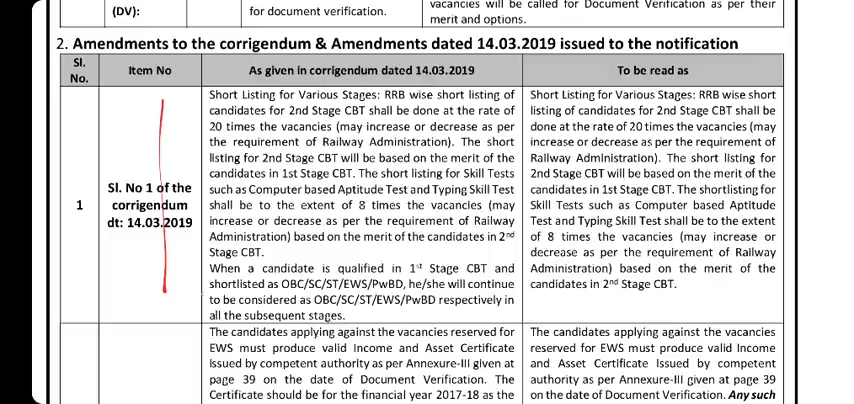 (DV):
for document verification.
vacancies will be called for Document Verification as per their
merit and options.
2. Amendments to the corrigendum & Amendments dated 14.03.2019 issued to the notification
Sl.
No.
Item No
As given in corrigendum dated 14.03.2019
To be read as
1
Sl. No 1 of the
corrigendum
dt: 14.03.2019
Short Listing for Various Stages: RRB wise short listing of
candidates for 2nd Stage CBT shall be done at the rate of
20 times the vacancies (may increase or decrease as per
the requirement of Railway Administration). The short
listing for 2nd Stage CBT will be based on the merit of the
candidates in 1st Stage CBT. The short listing for Skill Tests
such as Computer based Aptitude Test and Typing Skill Test
shall be to the extent of 8 times the vacancies (may
increase or decrease as per the requirement of Railway
Administration) based on the merit of the candidates in 2nd
Stage CBT.
When a candidate is qualified in 1st Stage CBT and
shortlisted as OBC/SC/ST/EWS/PwBD, he/she will continue
to be considered as OBC/SC/ST/EWS/PwBD respectively in
all the subsequent stages.
Short Listing for Various Stages: RRB wise short
listing of candidates for 2nd Stage CBT shall be
done at the rate of 20 times the vacancies (may
increase or decrease as per the requirement of
Railway Administration). The short listing for
2nd Stage CBT will be based on the merit of the
candidates in 1st Stage CBT. The shortlisting for
Skill Tests such as Computer based Aptitude
Test and Typing Skill Test shall be to the extent
of 8 times the vacancies (may increase or
decrease as per the requirement of Railway
Administration) based on the merit of the
candidates in 2nd Stage CBT.
The candidates applying against the vacancies reserved for
EWS must produce valid Income and Asset Certificate
issued by competent authority as per Annexure-III given at
page 39 on the date of Document Verification. The
Certificate should be for the financial year 2017-18 as the
The candidates applying against the vacancies
reserved for EWS must produce valid Income
and Asset Certificate issued by competent
authority as per Annexure-III given at page 39
on the date of Document Verification. Any such